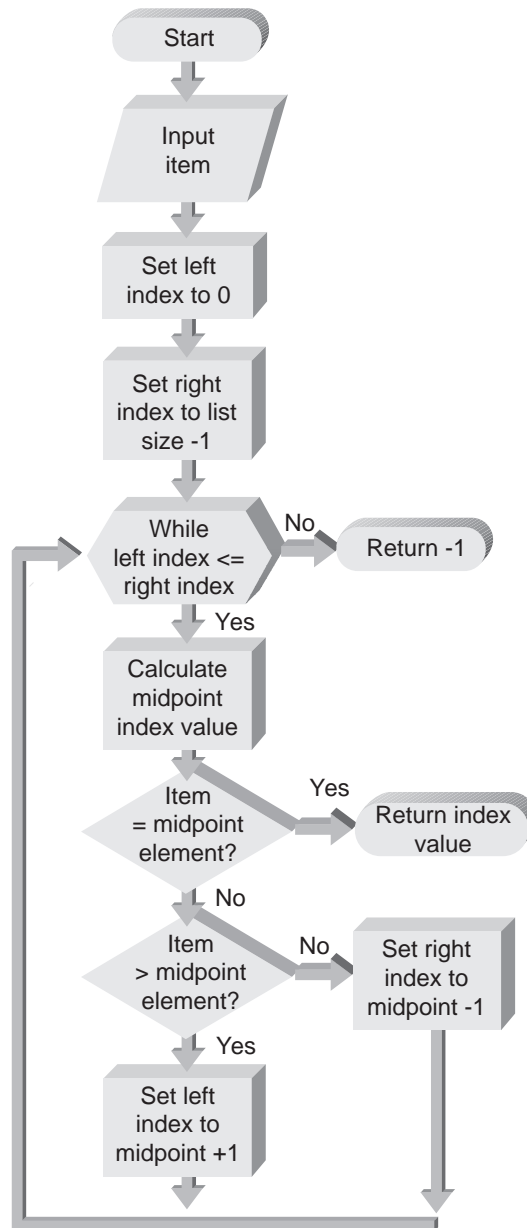 Start
Input
item
Set left
index to 0
Set right
index to list
size -1
While
left index <=
right index
No
Return -1
Yes
Calculate
midpoint
index value
Item
= midpoint
element?
Yes
Return index
value
No
Item
> midpoint
element?
No
Set right
index to
midpoint -1
Yes
Set left
index to
midpoint +1